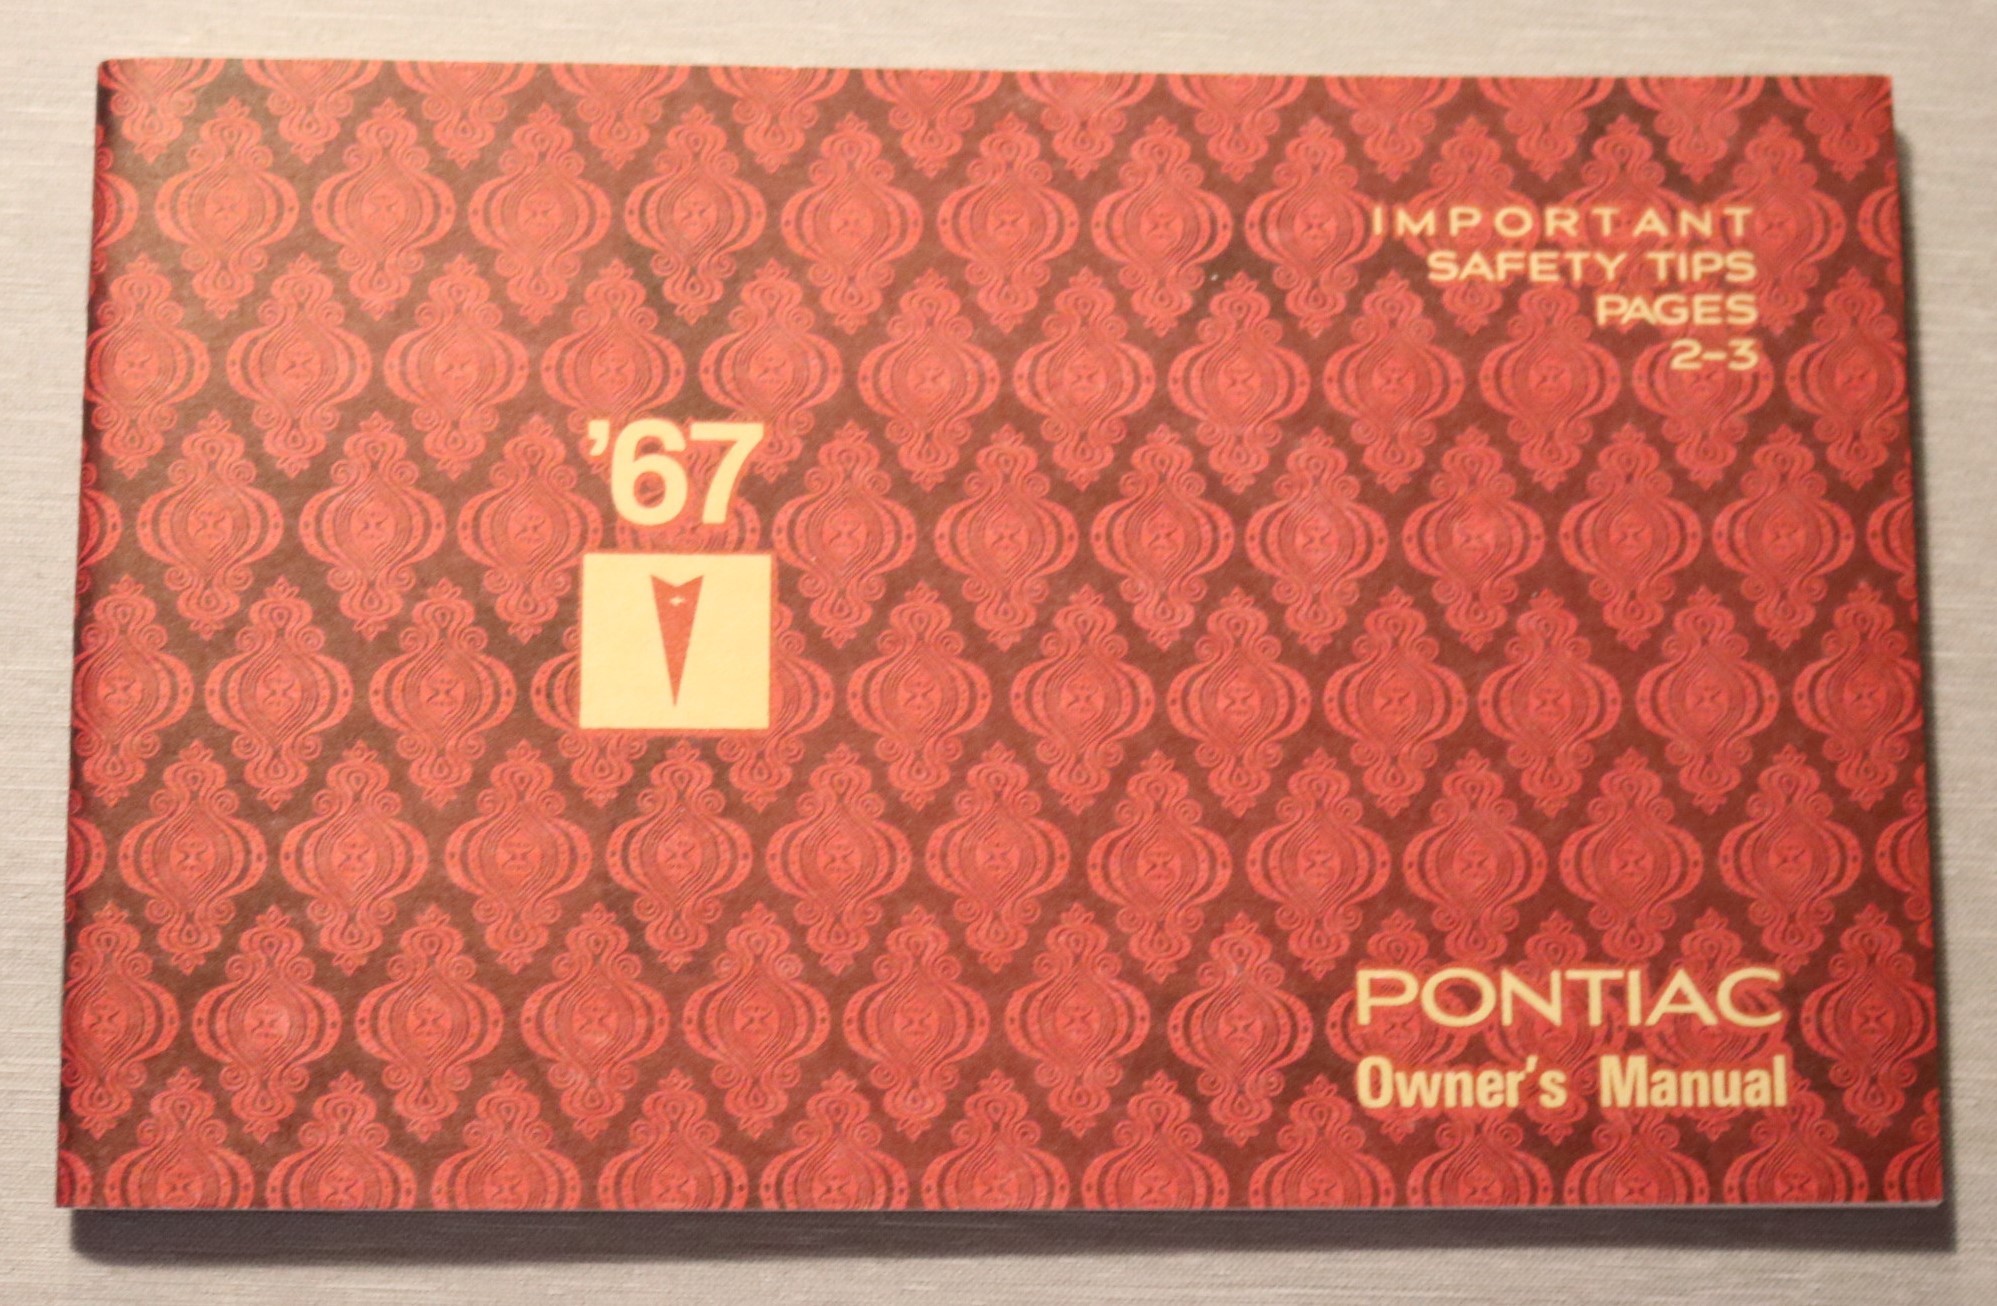 IMPORTANT
SAFETY TIPS
PAGES
2-3
'67
PONTIAC
Owner's Manual